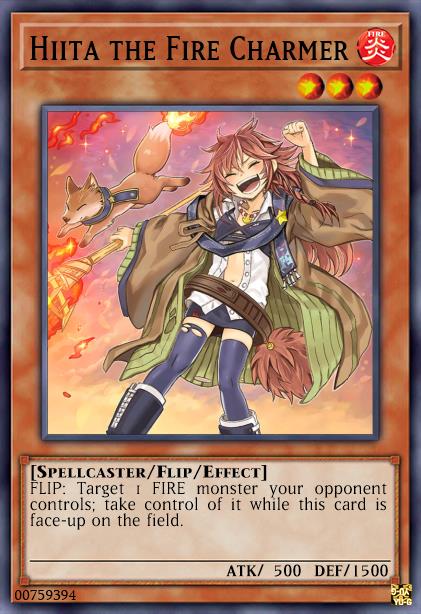 HIITA THE FIRE CHARMER
FIRE
炎
[SPELLCASTER/FLIP/EFFECT]
FLIP: Target 1 FIRE monster your opponent
controls; take control of it while this card is
face-up on the field.
ATK/ 500 DEF/1500
00759394